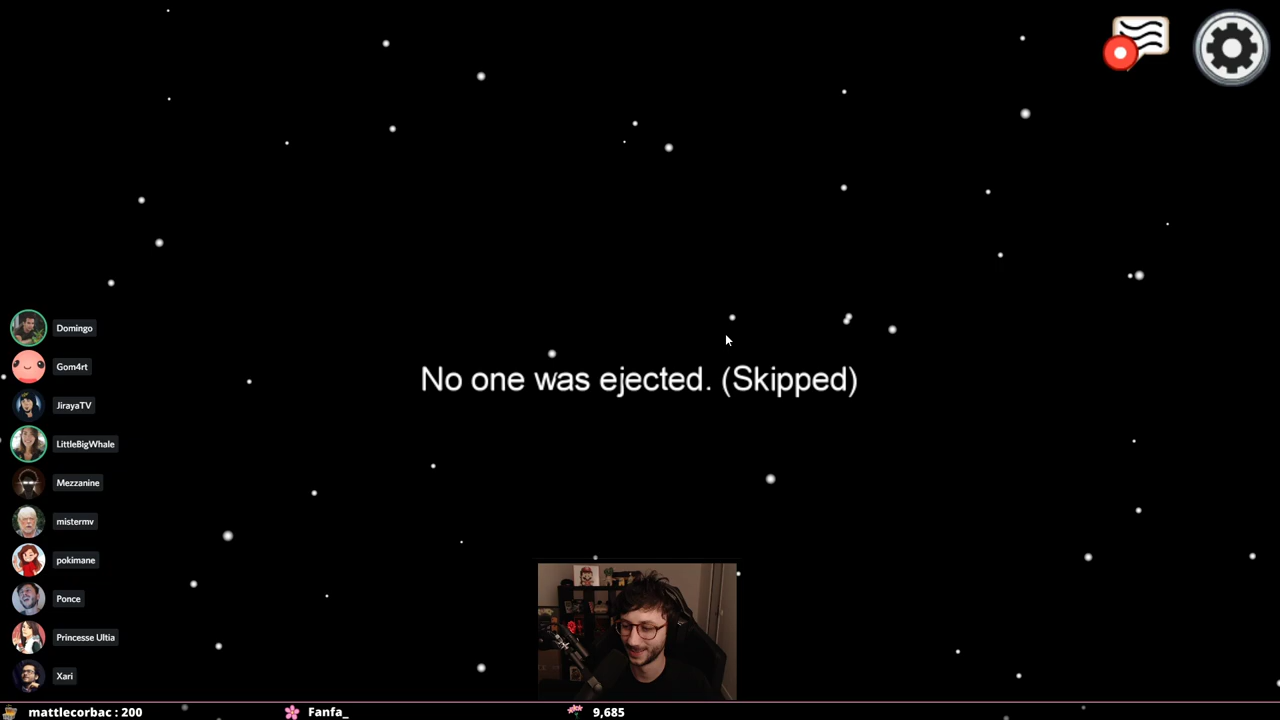 No one was ejected. (Skipped)
Domingo
Gom4rt
JirayaTV
LittleBigWhale
Mezzanine
mistermv
pokimane
Ponce
Princesse Ultia
Xari
mattlecorbac : 200
Fanfa_
9,685